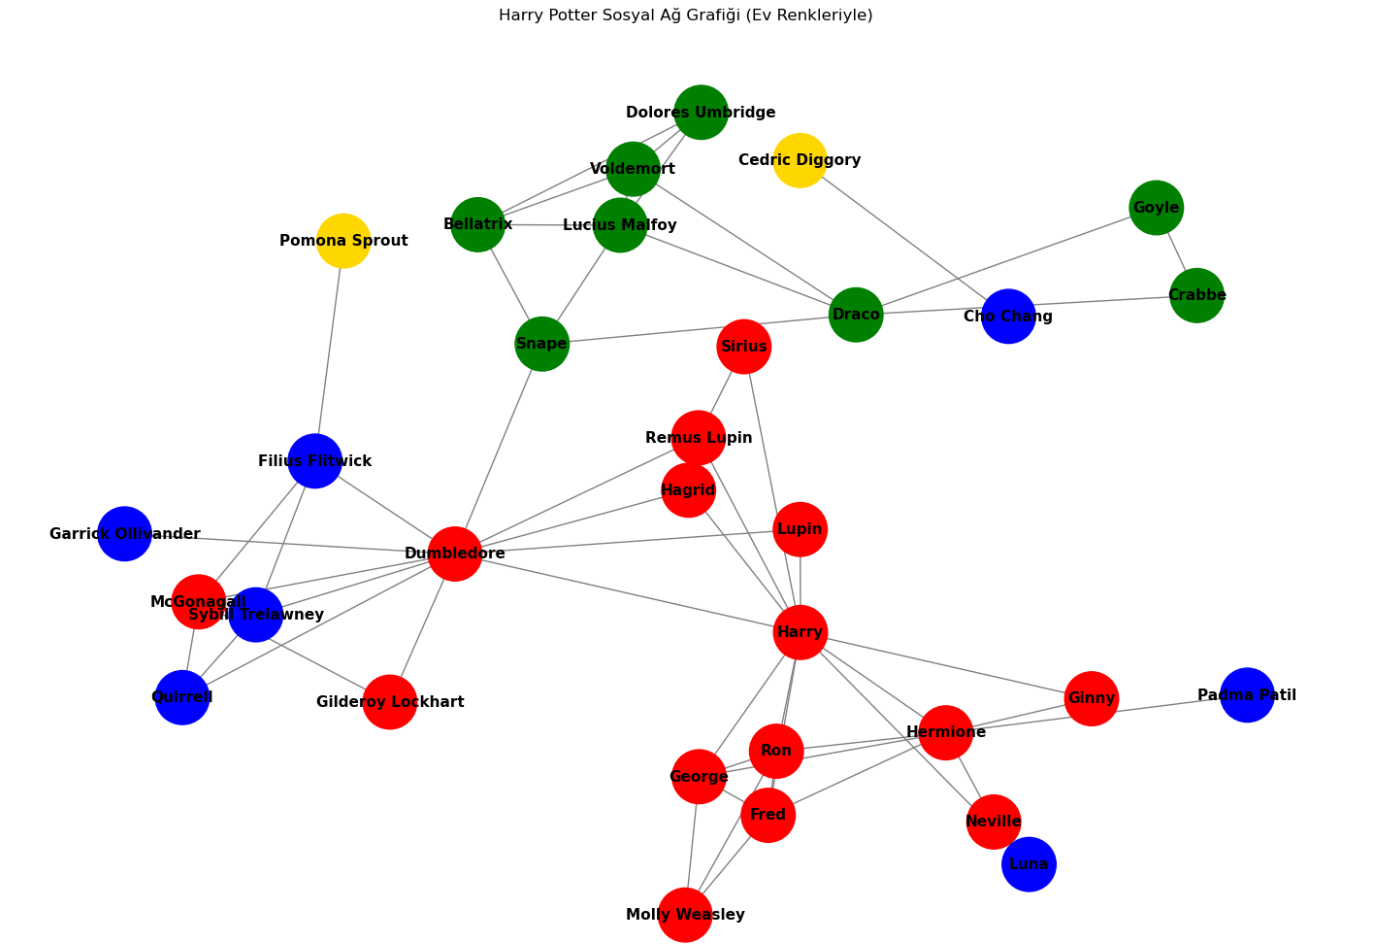 Harry Potter Sosyal Ağ Grafiği (Ev Renkleriyle)
Dolores Umbridge
Cedric Diggory
Voldemort
Goyle
Bellatrix
Lucius Malfoy
Pomona Sprout
Crabbe
Draco
Cho Chang
Snape
Sirius
Remus Lupin
Filius Flitwick
Hagrid
Lupin
Garrick Ollivander
Dumbledore
McGonagall
Sybill Trelawney
Harry
Quirrell
Gilderoy Lockhart
Ginny
Padma Patil
Hermione
Ron
George
Fred
Neville
Luna
Molly Weasley